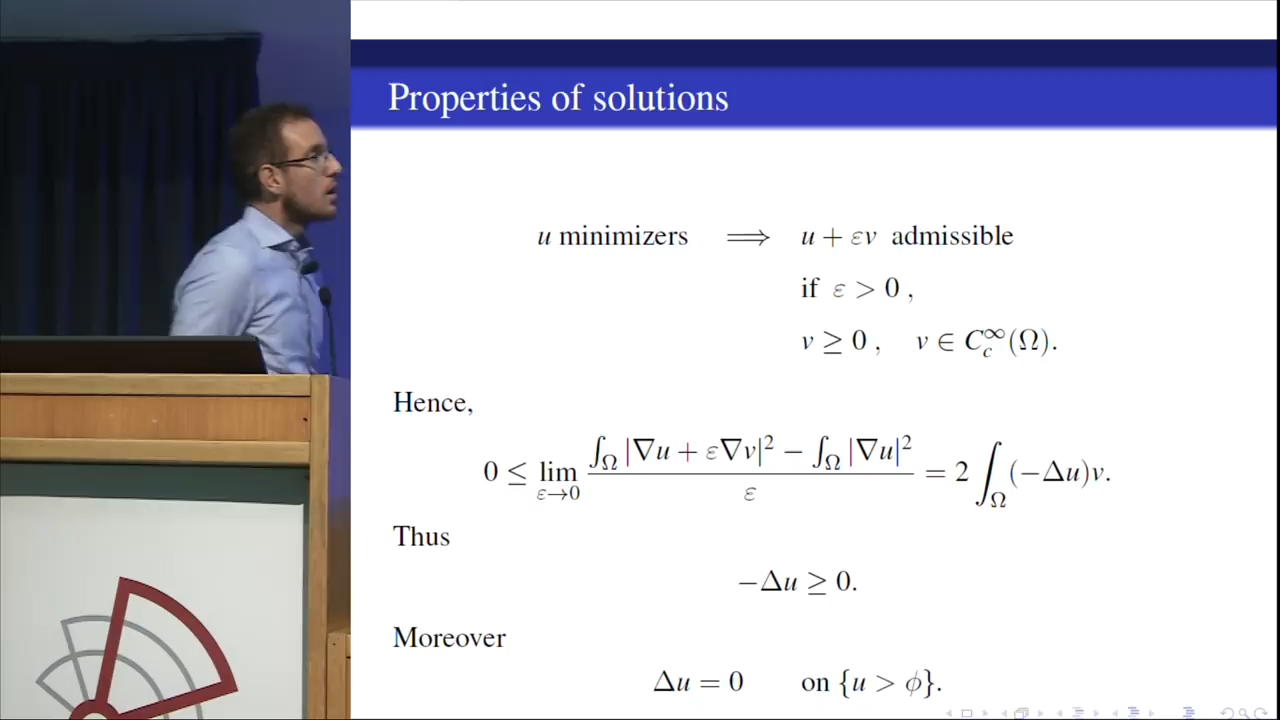 Properties of solutions
u minimizers ⟹ u + εv admissible
if ε > 0 ,
v ≥ 0 , v ∈ C_c^∞(Ω).
Hence,
0 ≤ lim_{ε→0} (∫_Ω |∇u + ε∇v|² − ∫_Ω |∇u|²) / ε = 2 ∫_Ω (−Δu)v.
Thus
−Δu ≥ 0.
Moreover
Δu = 0 on {u > ϕ}.